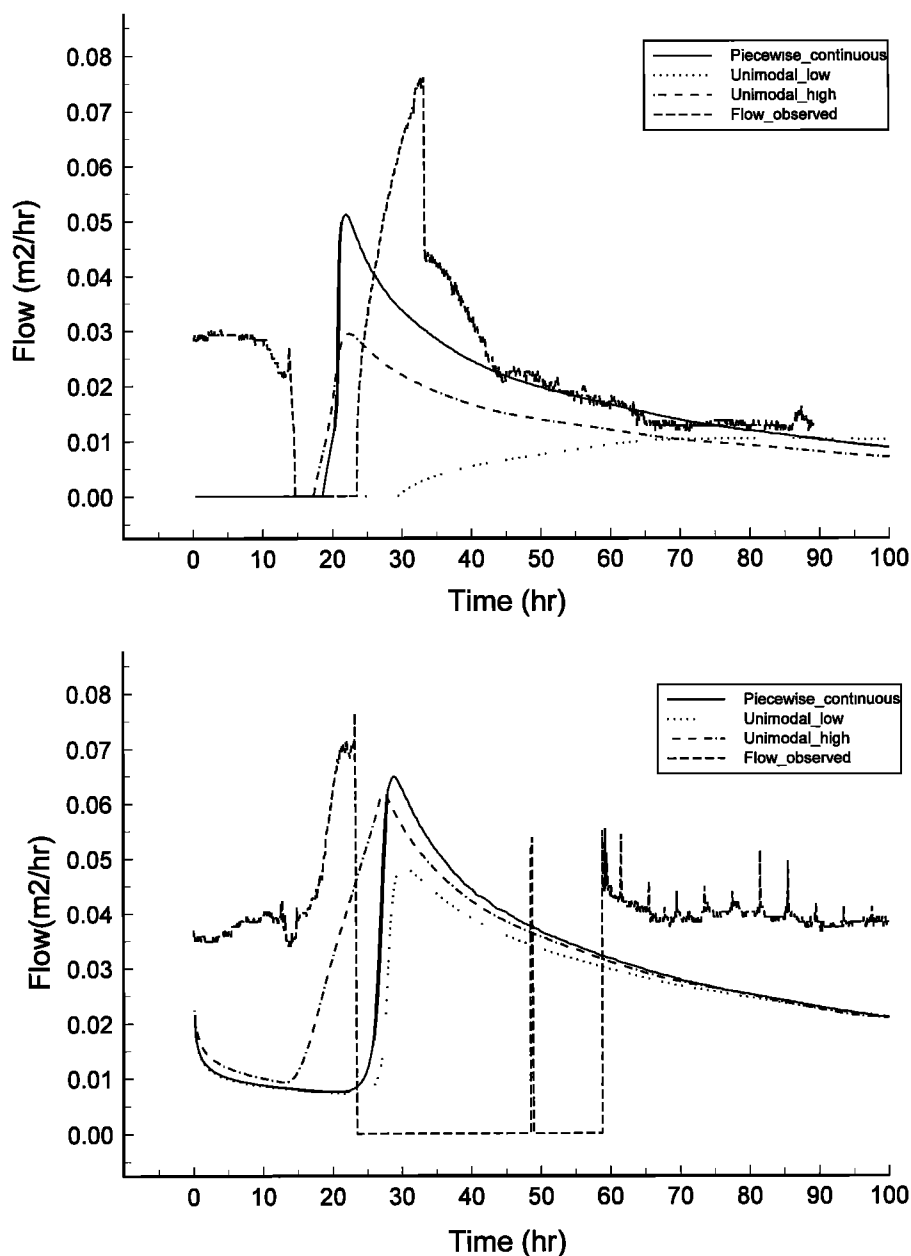 0.08
0.07
0.06
0.05
0.04
0.03
0.02
0.01
0.00
Flow (m2/hr)
Piecewise_continuous
Unimodal_low
Unimodal_high
Flow_observed
0 10 20 30 40 50 60 70 80 90 100
Time (hr)
0.08
0.07
0.06
0.05
0.04
0.03
0.02
0.01
0.00
Flow(m2/hr)
Piecewise_continuous
Unimodal_low
Unimodal_high
Flow_observed
0 10 20 30 40 50 60 70 80 90 100
Time (hr)